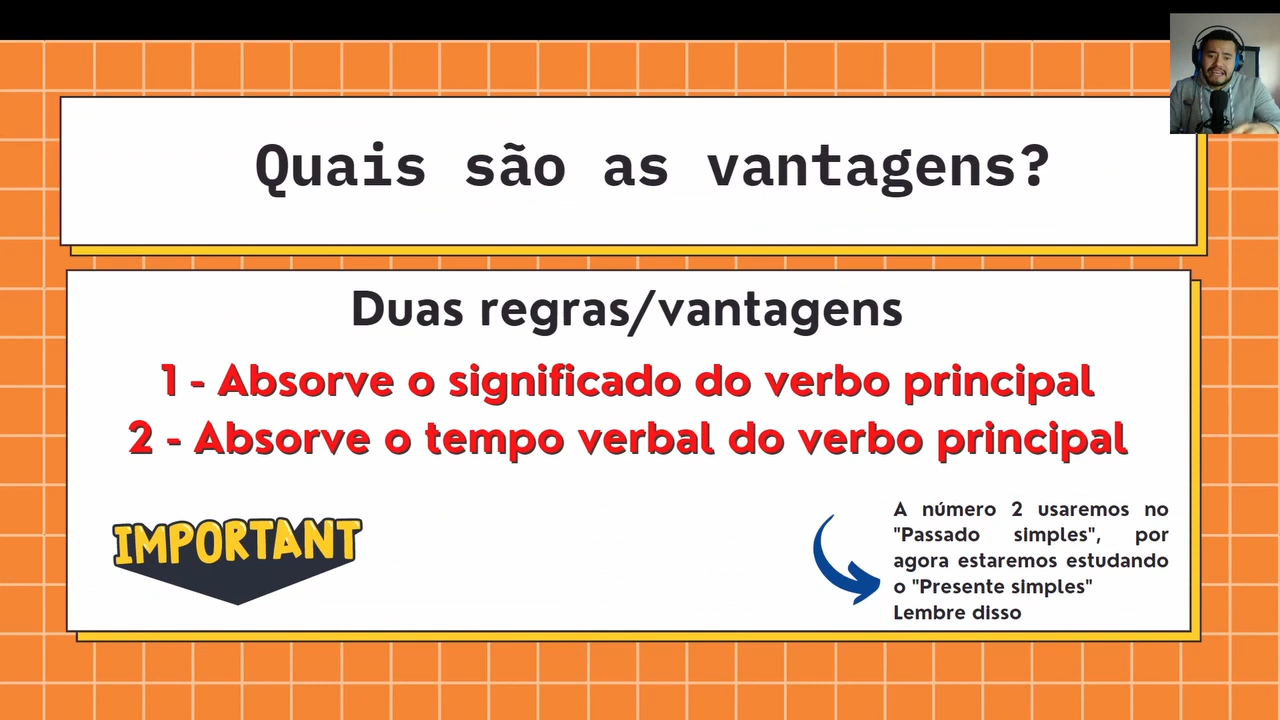 Quais são as vantagens?
Duas regras/vantagens
1 - Absorve o significado do verbo principal
2 - Absorve o tempo verbal do verbo principal
IMPORTANT
A número 2 usaremos no
"Passado simples", por
agora estaremos estudando
o "Presente simples"
Lembre disso